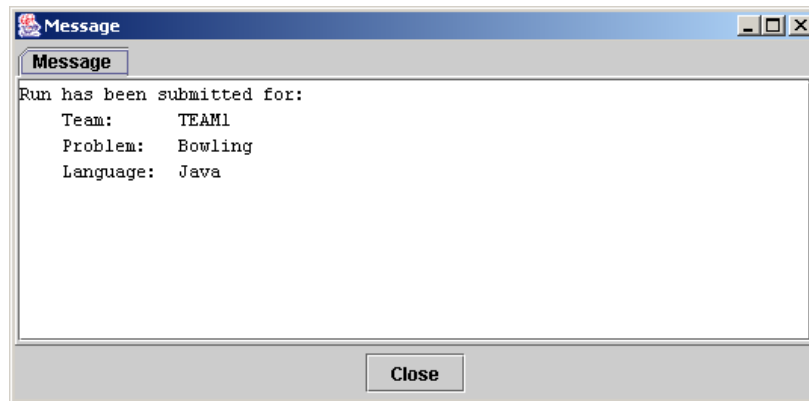 Message
Message
Run has been submitted for:
Team: TEAM1
Problem: Bowling
Language: Java
Close